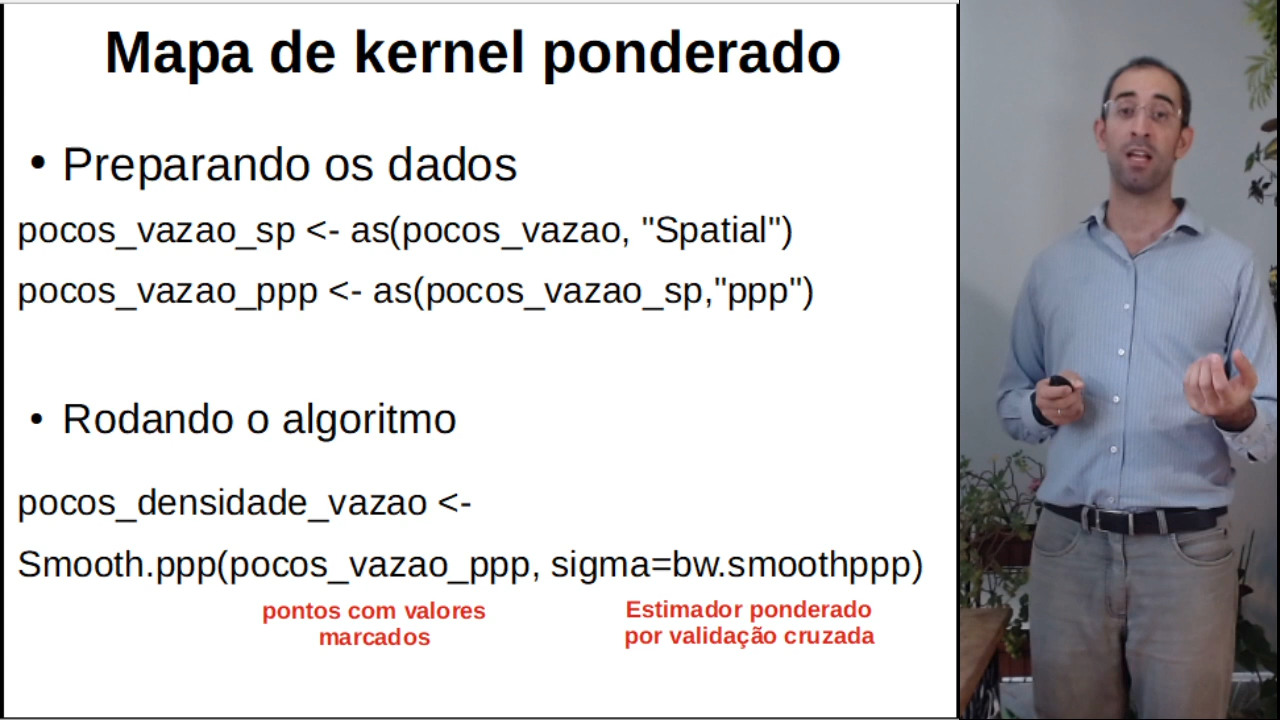 Mapa de kernel ponderado
• Preparando os dados
pocos_vazao_sp <- as(pocos_vazao, "Spatial")
pocos_vazao_ppp <- as(pocos_vazao_sp,"ppp")
• Rodando o algoritmo
pocos_densidade_vazao <-
Smooth.ppp(pocos_vazao_ppp, sigma=bw.smoothppp)
pontos com valores
marcados
Estimador ponderado
por validação cruzada